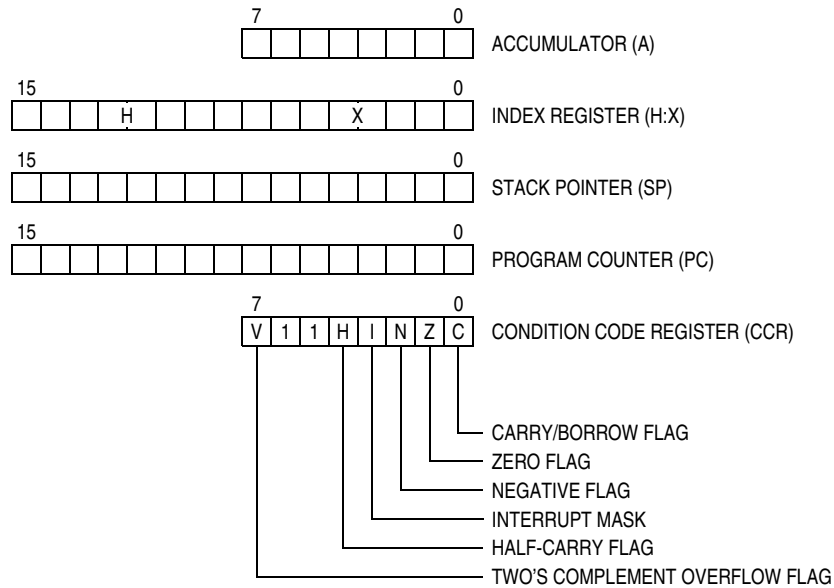 7 0
ACCUMULATOR (A)
15 0
H X INDEX REGISTER (H:X)
15 0
STACK POINTER (SP)
15 0
PROGRAM COUNTER (PC)
7 0
V 1 1 H I N Z C CONDITION CODE REGISTER (CCR)
CARRY/BORROW FLAG
ZERO FLAG
NEGATIVE FLAG
INTERRUPT MASK
HALF-CARRY FLAG
TWO'S COMPLEMENT OVERFLOW FLAG